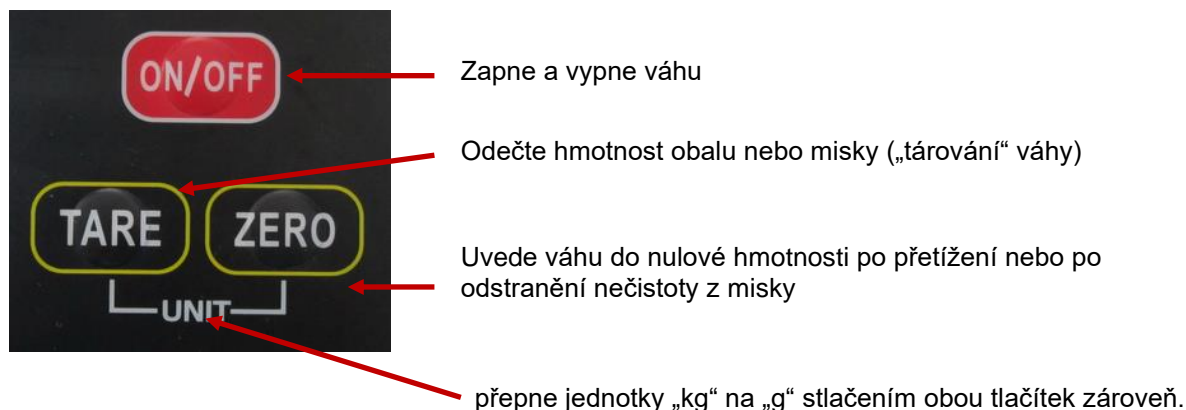 ON/OFF
Zapne a vypne váhu
Odečte hmotnost obalu nebo misky („tárování“ váhy)
TARE
ZERO
Uvede váhu do nulové hmotnosti po přetížení nebo po
odstranění nečistoty z misky
UNIT
přepne jednotky „kg“ na „g“ stlačením obou tlačítek zároveň.